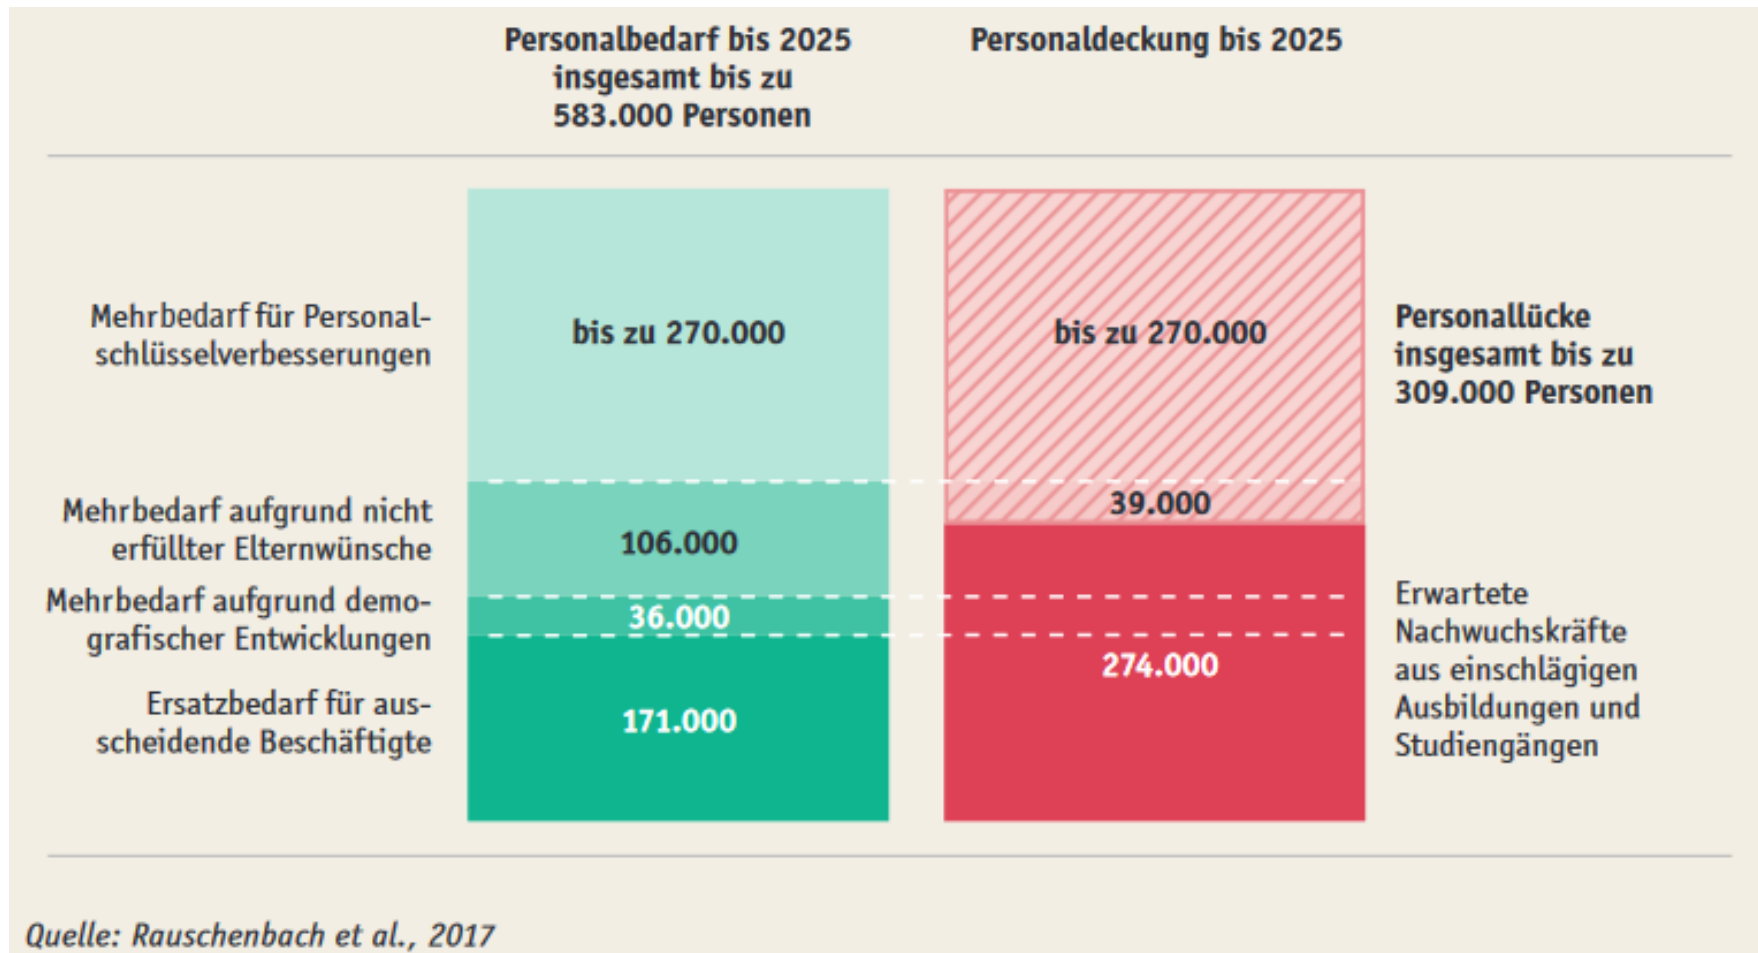 Personalbedarf bis 2025
insgesamt bis zu
583.000 Personen
Personaldeckung bis 2025
Mehrbedarf für Personal-
schlüsselverbesserungen
bis zu 270.000
bis zu 270.000
Personallücke
insgesamt bis zu
309.000 Personen
Mehrbedarf aufgrund nicht
erfüllter Elternwünsche
106.000
39.000
Mehrbedarf aufgrund demo-
grafischer Entwicklungen
36.000
Ersatzbedarf für aus-
scheidende Beschäftigte
171.000
274.000
Erwartete
Nachwuchskräfte
aus einschlägigen
Ausbildungen und
Studiengängen
Quelle: Rauschenbach et al., 2017